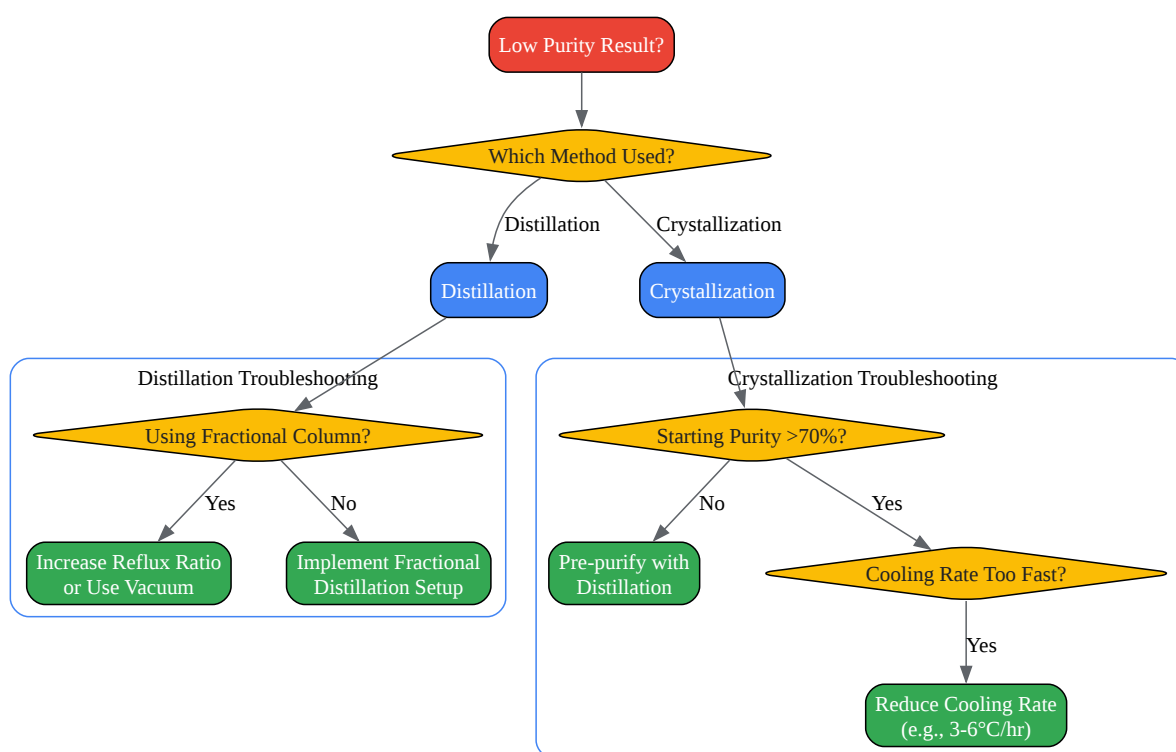 Low Purity Result?
Which Method Used?
Distillation
Crystallization
Distillation
Crystallization
Distillation Troubleshooting
Crystallization Troubleshooting
Using Fractional Column?
Starting Purity >70%?
Yes
No
No
Yes
Increase Reflux Ratio
or Use Vacuum
Implement Fractional
Distillation Setup
Pre-purify with
Distillation
Cooling Rate Too Fast?
Yes
Reduce Cooling Rate
(e.g., 3-6°C/hr)